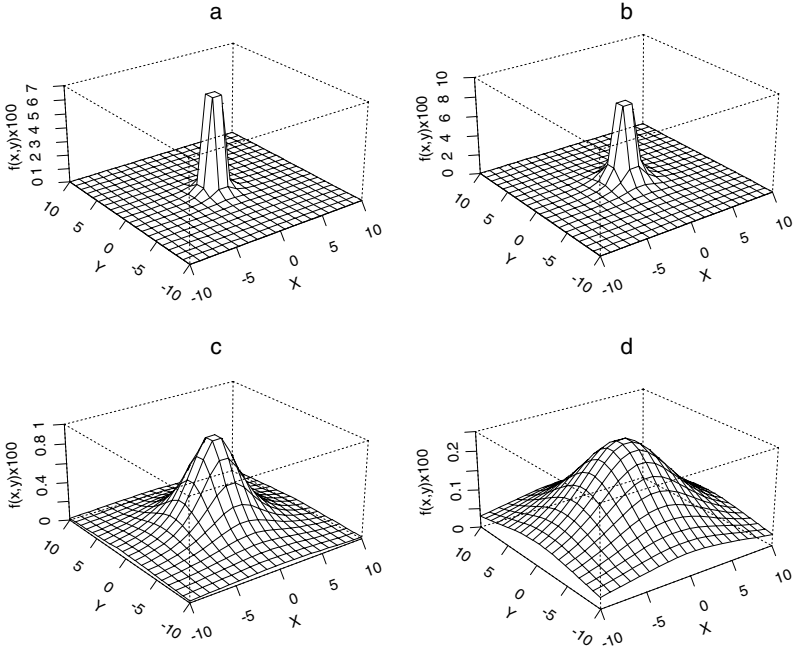 a
f(x,y)x100
0 1 2 3 4 5 6 7
10 5 0 -5 -10
Y
-10 -5 0 5 10
X
b
f(x,y)x100
0 2 4 6 8 10
10 5 0 -5 -10
Y
-10 -5 0 5 10
X
c
f(x,y)x100
0 0.4 0.8 1
10 5 0 -5 -10
Y
-10 -5 0 5 10
X
d
f(x,y)x100
0 0.1 0.2
10 5 0 -5 -10
Y
-10 -5 0 5 10
X